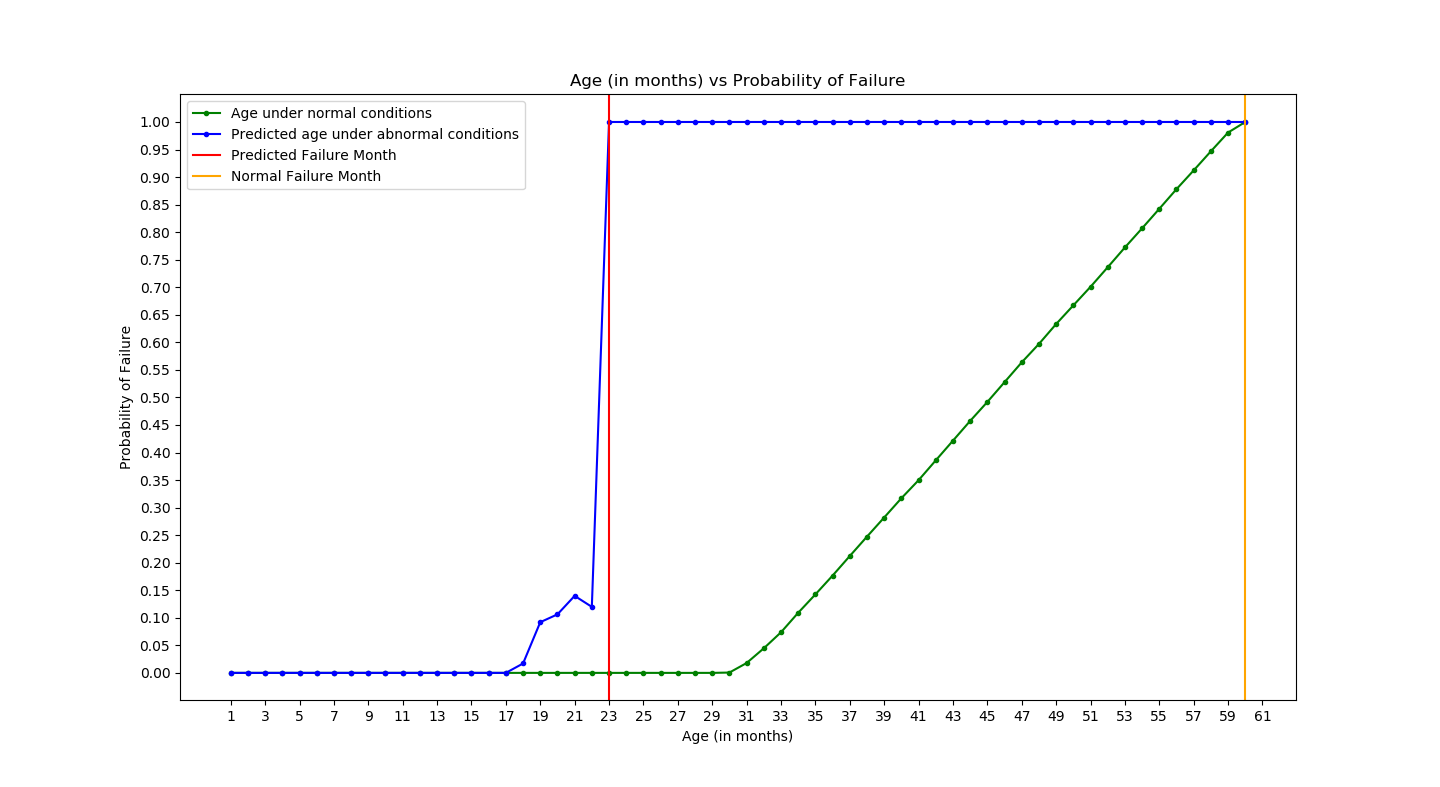 Age (in months) vs Probability of Failure
Age under normal conditions
Predicted age under abnormal conditions
Predicted Failure Month
Normal Failure Month
1.00
0.95
0.90
0.85
0.80
0.75
0.70
0.65
0.60
0.55
0.50
0.45
0.40
0.35
0.30
0.25
0.20
0.15
0.10
0.05
0.00
Probability of Failure
1 3 5 7 9 11 13 15 17 19 21 23 25 27 29 31 33 35 37 39 41 43 45 47 49 51 53 55 57 59 61
Age (in months)